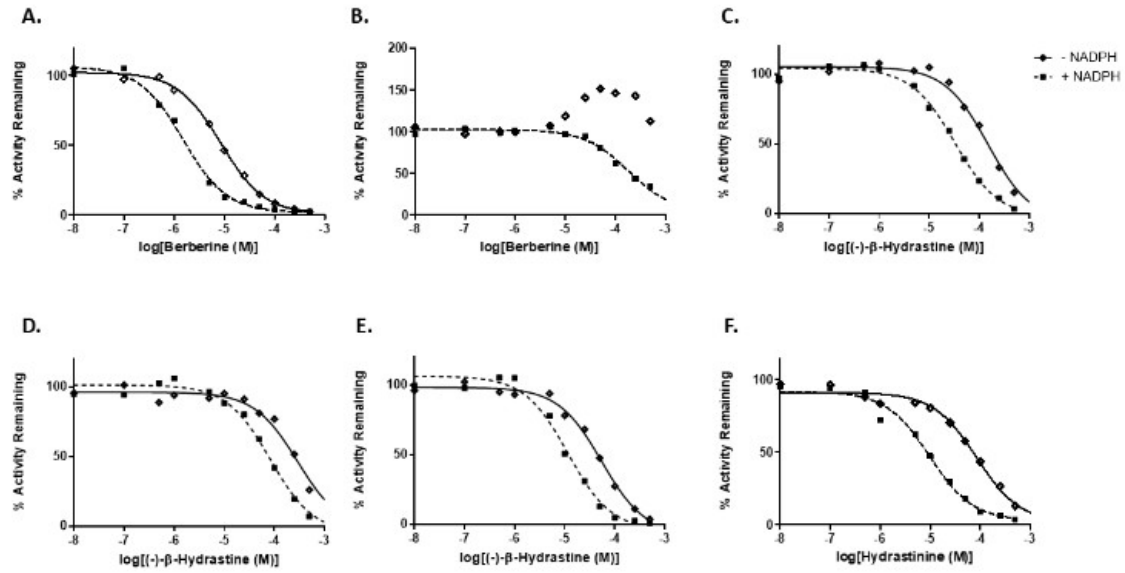 A.
100
50
0
-8 -7 -6 -5 -4 -3
% Activity Remaining
log[Berberine (M)]
B.
200
150
100
50
0
-8 -7 -6 -5 -4 -3
% Activity Remaining
log[Berberine (M)]
C.
100
50
0
-8 -7 -6 -5 -4 -3
% Activity Remaining
log[(-)-β-Hydrastine (M)]
- NADPH
+ NADPH
D.
100
50
0
-8 -7 -6 -5 -4 -3
% Activity Remaining
log[(-)-β-Hydrastine (M)]
E.
100
50
0
-8 -7 -6 -5 -4 -3
% Activity Remaining
log[(-)-β-Hydrastine (M)]
F.
100
50
0
-8 -7 -6 -5 -4 -3
% Activity Remaining
log[Hydrastinine (M)]